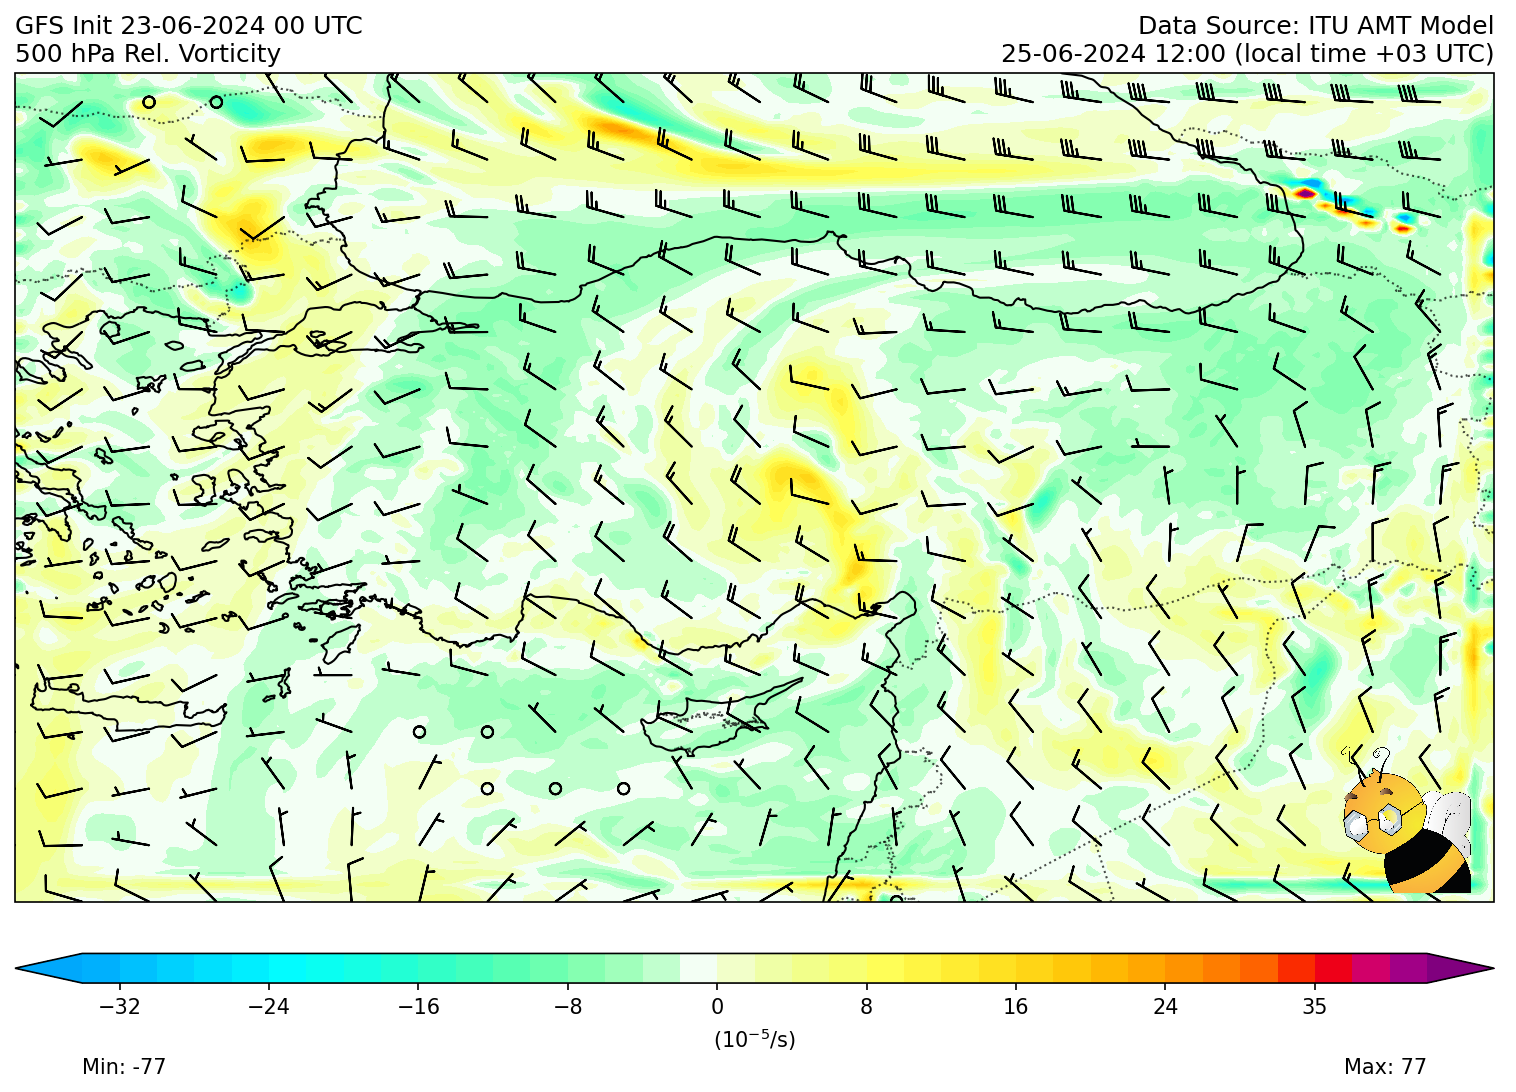 GFS Init 23-06-2024 00 UTC
500 hPa Rel. Vorticity
Data Source: ITU AMT Model
25-06-2024 12:00 (local time +03 UTC)
−32 −24 −16 −8 0 8 16 24 35
(10⁻⁵/s)
Min: -77
Max: 77